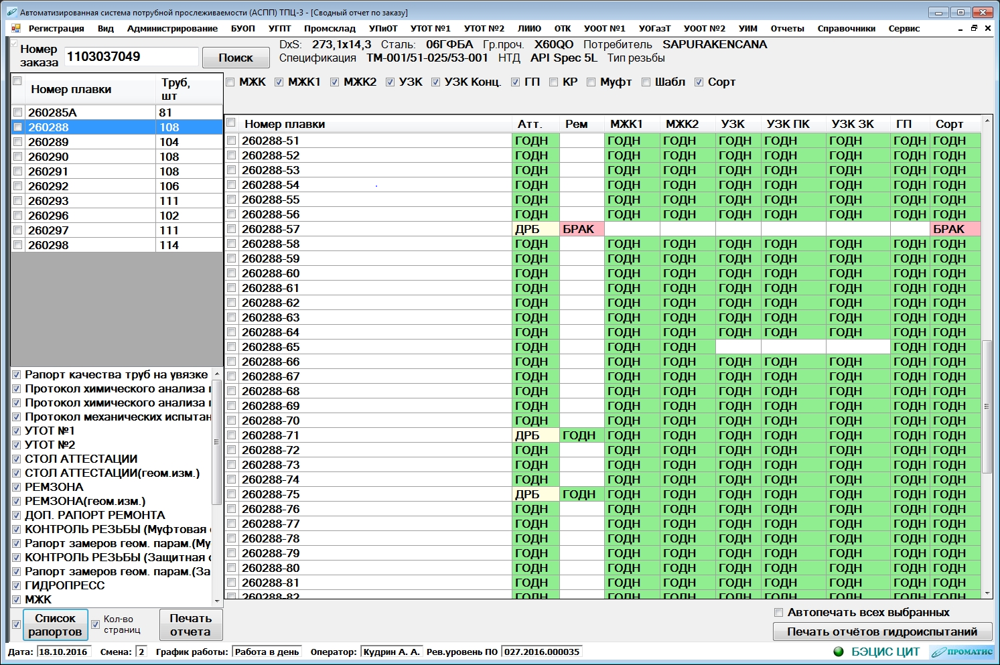 Автоматизированная система потрубной прослеживаемости (АСПП) ТПЦ-3 - [Сводный отчет по заказу]
Регистрация Вид Администрирование БУОП УГПТ Промсклад УПиОТ УТОТ №1 УТОТ №2 ЛИИО ОТК УООТ №1 УОГазТ УООТ №2 УИМ Отчеты Справочники Сервис
Номер заказа 1103037049 Поиск
DxS: 273,1x14,3 Сталь: 06ГФБА Гр.проч. X60QO Потребитель SAPURAKENCANA
Спецификация ТМ-001/51-025/53-001 НТД API Spec 5L Тип резьбы
МЖК МЖК1 МЖК2 УЗК УЗК Конц. ГП КР Муфт Шабл Сорт
Номер плавки Труб, шт
260285А 81
260288 108
260289 104
260290 108
260291 108
260292 106
260293 111
260296 102
260297 111
260298 114
Номер плавки Атт. Рем МЖК1 МЖК2 УЗК УЗК ПК УЗК ЗК ГП Сорт
260288-51 ГОДН ГОДН ГОДН ГОДН ГОДН ГОДН ГОДН ГОДН
260288-52 ГОДН ГОДН ГОДН ГОДН ГОДН ГОДН ГОДН ГОДН
260288-53 ГОДН ГОДН ГОДН ГОДН ГОДН ГОДН ГОДН ГОДН
260288-54 ГОДН ГОДН ГОДН ГОДН ГОДН ГОДН ГОДН ГОДН
260288-55 ГОДН ГОДН ГОДН ГОДН ГОДН ГОДН ГОДН ГОДН
260288-56 ГОДН ГОДН ГОДН ГОДН ГОДН ГОДН ГОДН ГОДН
260288-57 ДРБ БРАК БРАК
260288-58 ГОДН ГОДН ГОДН ГОДН ГОДН ГОДН ГОДН ГОДН
260288-59 ГОДН ГОДН ГОДН ГОДН ГОДН ГОДН ГОДН ГОДН
260288-60 ГОДН ГОДН ГОДН ГОДН ГОДН ГОДН ГОДН ГОДН
260288-61 ГОДН ГОДН ГОДН ГОДН ГОДН ГОДН ГОДН ГОДН
260288-62 ГОДН ГОДН ГОДН ГОДН ГОДН ГОДН ГОДН ГОДН
260288-63 ГОДН ГОДН ГОДН ГОДН ГОДН ГОДН ГОДН ГОДН
260288-64 ГОДН ГОДН ГОДН ГОДН ГОДН ГОДН ГОДН ГОДН
260288-65 ГОДН ГОДН ГОДН ГОДН ГОДН
260288-66 ГОДН ГОДН ГОДН ГОДН ГОДН ГОДН ГОДН ГОДН
260288-67 ГОДН ГОДН ГОДН ГОДН ГОДН ГОДН ГОДН ГОДН
260288-68 ГОДН ГОДН ГОДН ГОДН ГОДН ГОДН ГОДН ГОДН
260288-69 ГОДН ГОДН ГОДН ГОДН ГОДН ГОДН ГОДН ГОДН
260288-70 ГОДН ГОДН ГОДН ГОДН ГОДН ГОДН ГОДН ГОДН
260288-71 ДРБ ГОДН ГОДН ГОДН ГОДН ГОДН ГОДН ГОДН ГОДН
260288-72 ГОДН ГОДН ГОДН ГОДН ГОДН ГОДН ГОДН ГОДН
260288-73 ГОДН ГОДН ГОДН ГОДН ГОДН ГОДН ГОДН ГОДН
260288-74 ГОДН ГОДН ГОДН ГОДН ГОДН ГОДН ГОДН ГОДН
260288-75 ДРБ ГОДН ГОДН ГОДН ГОДН ГОДН ГОДН ГОДН ГОДН
260288-76 ГОДН ГОДН ГОДН ГОДН ГОДН ГОДН ГОДН ГОДН
260288-77 ГОДН ГОДН ГОДН ГОДН ГОДН ГОДН ГОДН ГОДН
260288-78 ГОДН ГОДН ГОДН ГОДН ГОДН ГОДН ГОДН ГОДН
260288-79 ГОДН ГОДН ГОДН ГОДН ГОДН ГОДН ГОДН ГОДН
260288-80 ГОДН ГОДН ГОДН ГОДН ГОДН ГОДН ГОДН ГОДН
260288-81 ГОДН ГОДН ГОДН ГОДН ГОДН ГОДН ГОДН ГОДН
260288-82 ГОДН ГОДН ГОДН ГОДН ГОДН ГОДН ГОДН ГОДН
Рапорт качества труб на увязке
Протокол химического анализа
Протокол химического анализа
Протокол механических испытан
УТОТ №1
УТОТ №2
СТОЛ АТТЕСТАЦИИ
СТОЛ АТТЕСТАЦИИ(геом.изм.)
РЕМЗОНА
РЕМЗОНА(геом.изм.)
ДОП. РАПОРТ РЕМОНТА
КОНТРОЛЬ РЕЗЬБЫ (Муфтовая
Рапорт замеров геом. парам.(Му
КОНТРОЛЬ РЕЗЬБЫ (Защитная
Рапорт замеров геом. парам.(За
ГИДРОПРЕСС
МЖК
Список рапортов Кол-во страниц Печать отчета
Автопечать всех выбранных
Печать отчётов гидроиспытаний
Дата: 18.10.2016 Смена: 2 График работы: Работа в день Оператор: Кудрин А. А. Рев.уровень ПО 027.2016.000035 БЭЦИС ЦИТ ПРОМАТИС